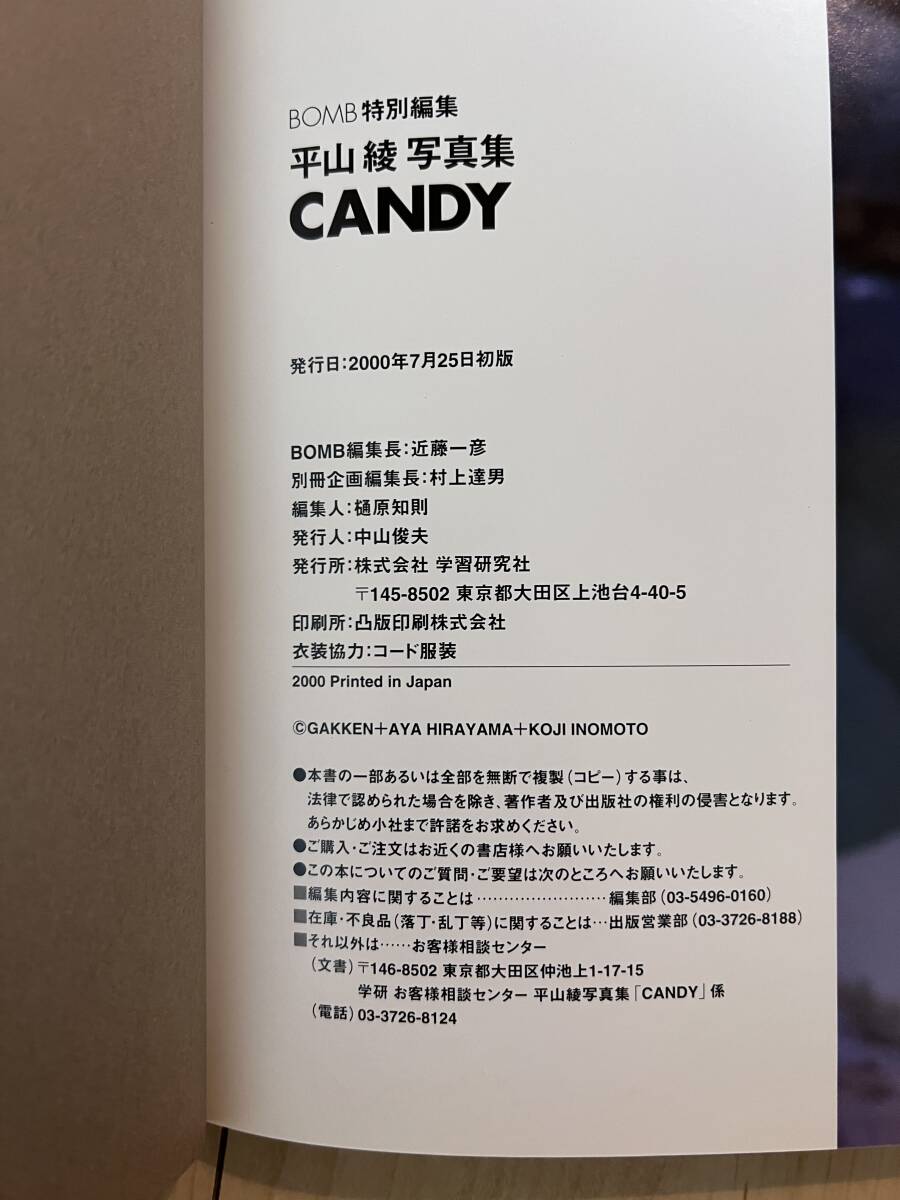 BOMB特別編集
平山 綾 写真集
CANDY
発行日:2000年7月25日初版
BOMB編集長:近藤一彦
別冊企画編集長:村上達男
編集人:樋原知則
発行人:中山俊夫
発行所:株式会社 学習研究社
〒145-8502 東京都大田区上池台4-40-5
印刷所:凸版印刷株式会社
衣装協力:コード服装
2000 Printed in Japan
©GAKKEN+AYA HIRAYAMA+KOJI INOMOTO
●本書の一部あるいは全部を無断で複製(コピー)する事は、
法律で認められた場合を除き、著作者及び出版社の権利の侵害となります。
あらかじめ小社まで許諾をお求めください。
●ご購入・ご注文はお近くの書店様へお願いいたします。
●この本についてのご質問・ご要望は次のところへお願いいたします。
■編集内容に関することは……………………編集部(03-5496-0160)
■在庫・不良品(落丁・乱丁等)に関することは…出版営業部(03-3726-8188)
■それ以外は……お客様相談センター
(文書)〒146-8502 東京都大田区仲池上1-17-15
学研 お客様相談センター 平山綾写真集「CANDY」係
(電話)03-3726-8124